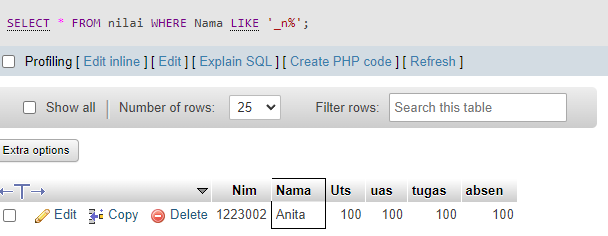 SELECT * FROM nilai WHERE Nama LIKE '_n%';
Profiling [ Edit inline ] [ Edit ] [ Explain SQL ] [ Create PHP code ] [ Refresh ]
Show all Number of rows: 25 Filter rows: Search this table
Extra options
←T→ Nim Nama Uts uas tugas absen
Edit Copy Delete 1223002 Anita 100 100 100 100